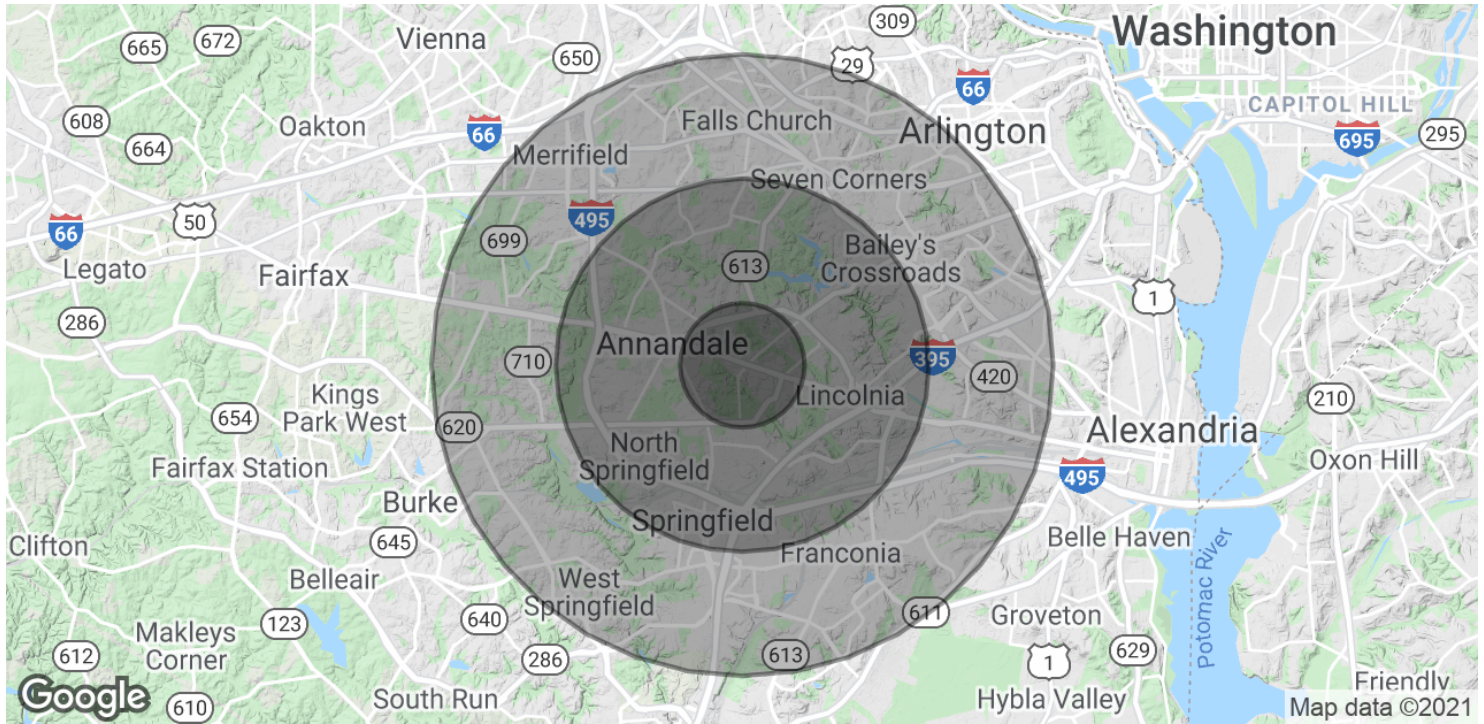 309
Washington
672
665
Vienna
650
29
66
CAPITOL HILL
608
Oakton
66
Falls Church
Arlington
695
295
664
Merrifield
Seven Corners
50
495
66
699
Bailey's
Crossroads
Legato
Fairfax
613
1
286
Annandale
710
395
420
Lincolnia
Kings
Park West
210
654
620
Alexandria
North
Springfield
Fairfax Station
Oxon Hill
495
Burke
Springfield
Clifton
645
Franconia
Belle Haven
Potomac River
Belleair
West
Springfield
640
611
Groveton
123
Makleys
Corner
612
286
613
1
629
Friendly
South Run
Hybla Valley
Google
610
Map data ©2021